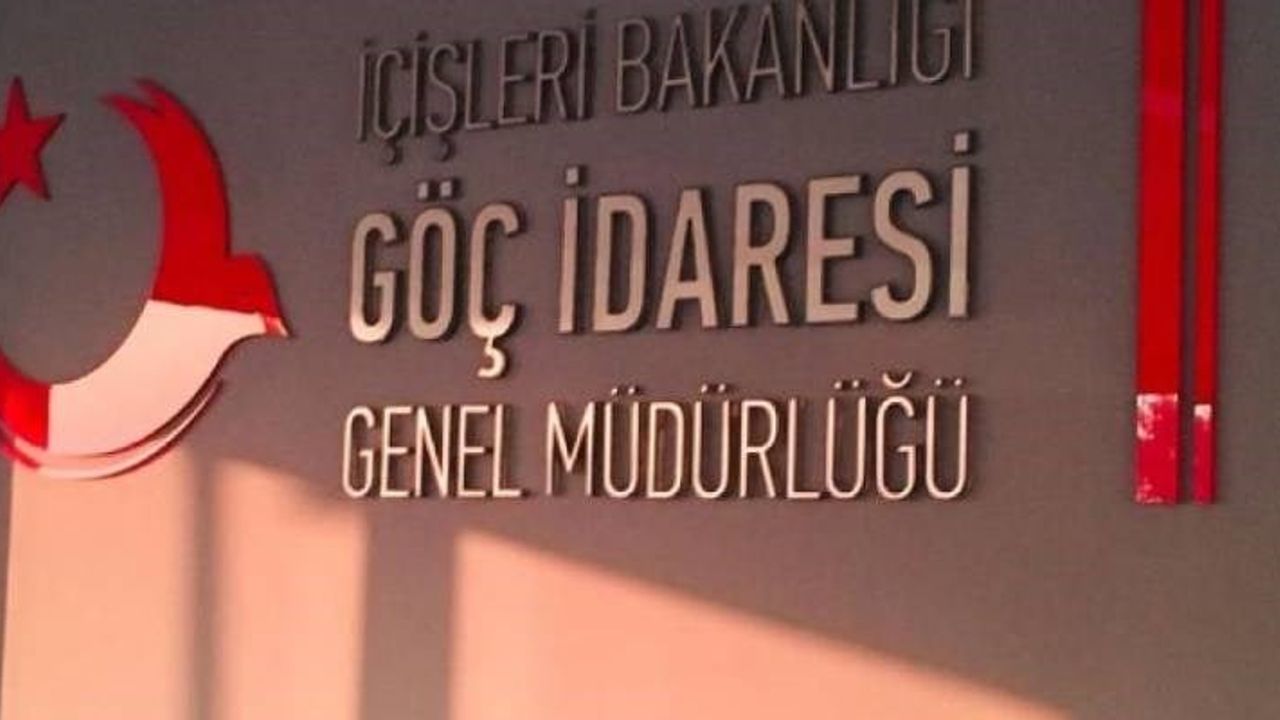 İÇİŞLERİ BAKANLIĞI
GÖÇ İDARESİ
GENEL MÜDÜRLÜĞÜ